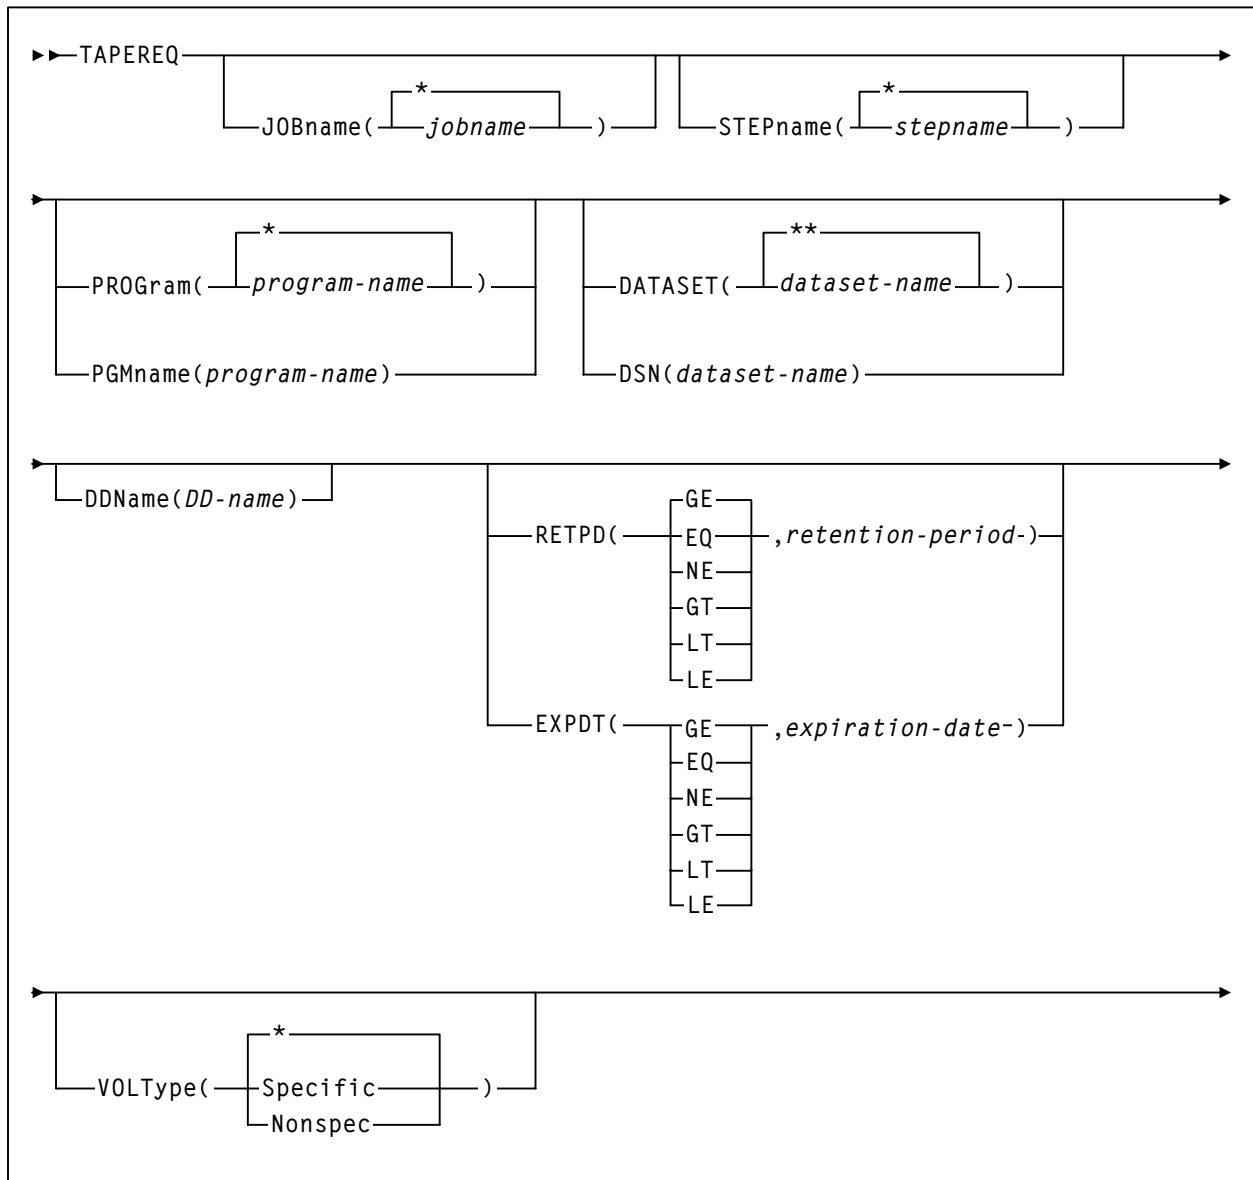 TAPEREQ
*
*
JOBname( jobname )
STEPname( stepname )
*
**
PROGram( program-name )
DATASET( dataset-name )
PGMname(program-name)
DSN(dataset-name)
DDName(DD-name)
GE
RETPD( EQ ,retention-period )
NE
GT
LT
LE
EXPDT( GE ,expiration-date )
EQ
NE
GT
LT
LE
*
VOLType( Specific )
Nonspec